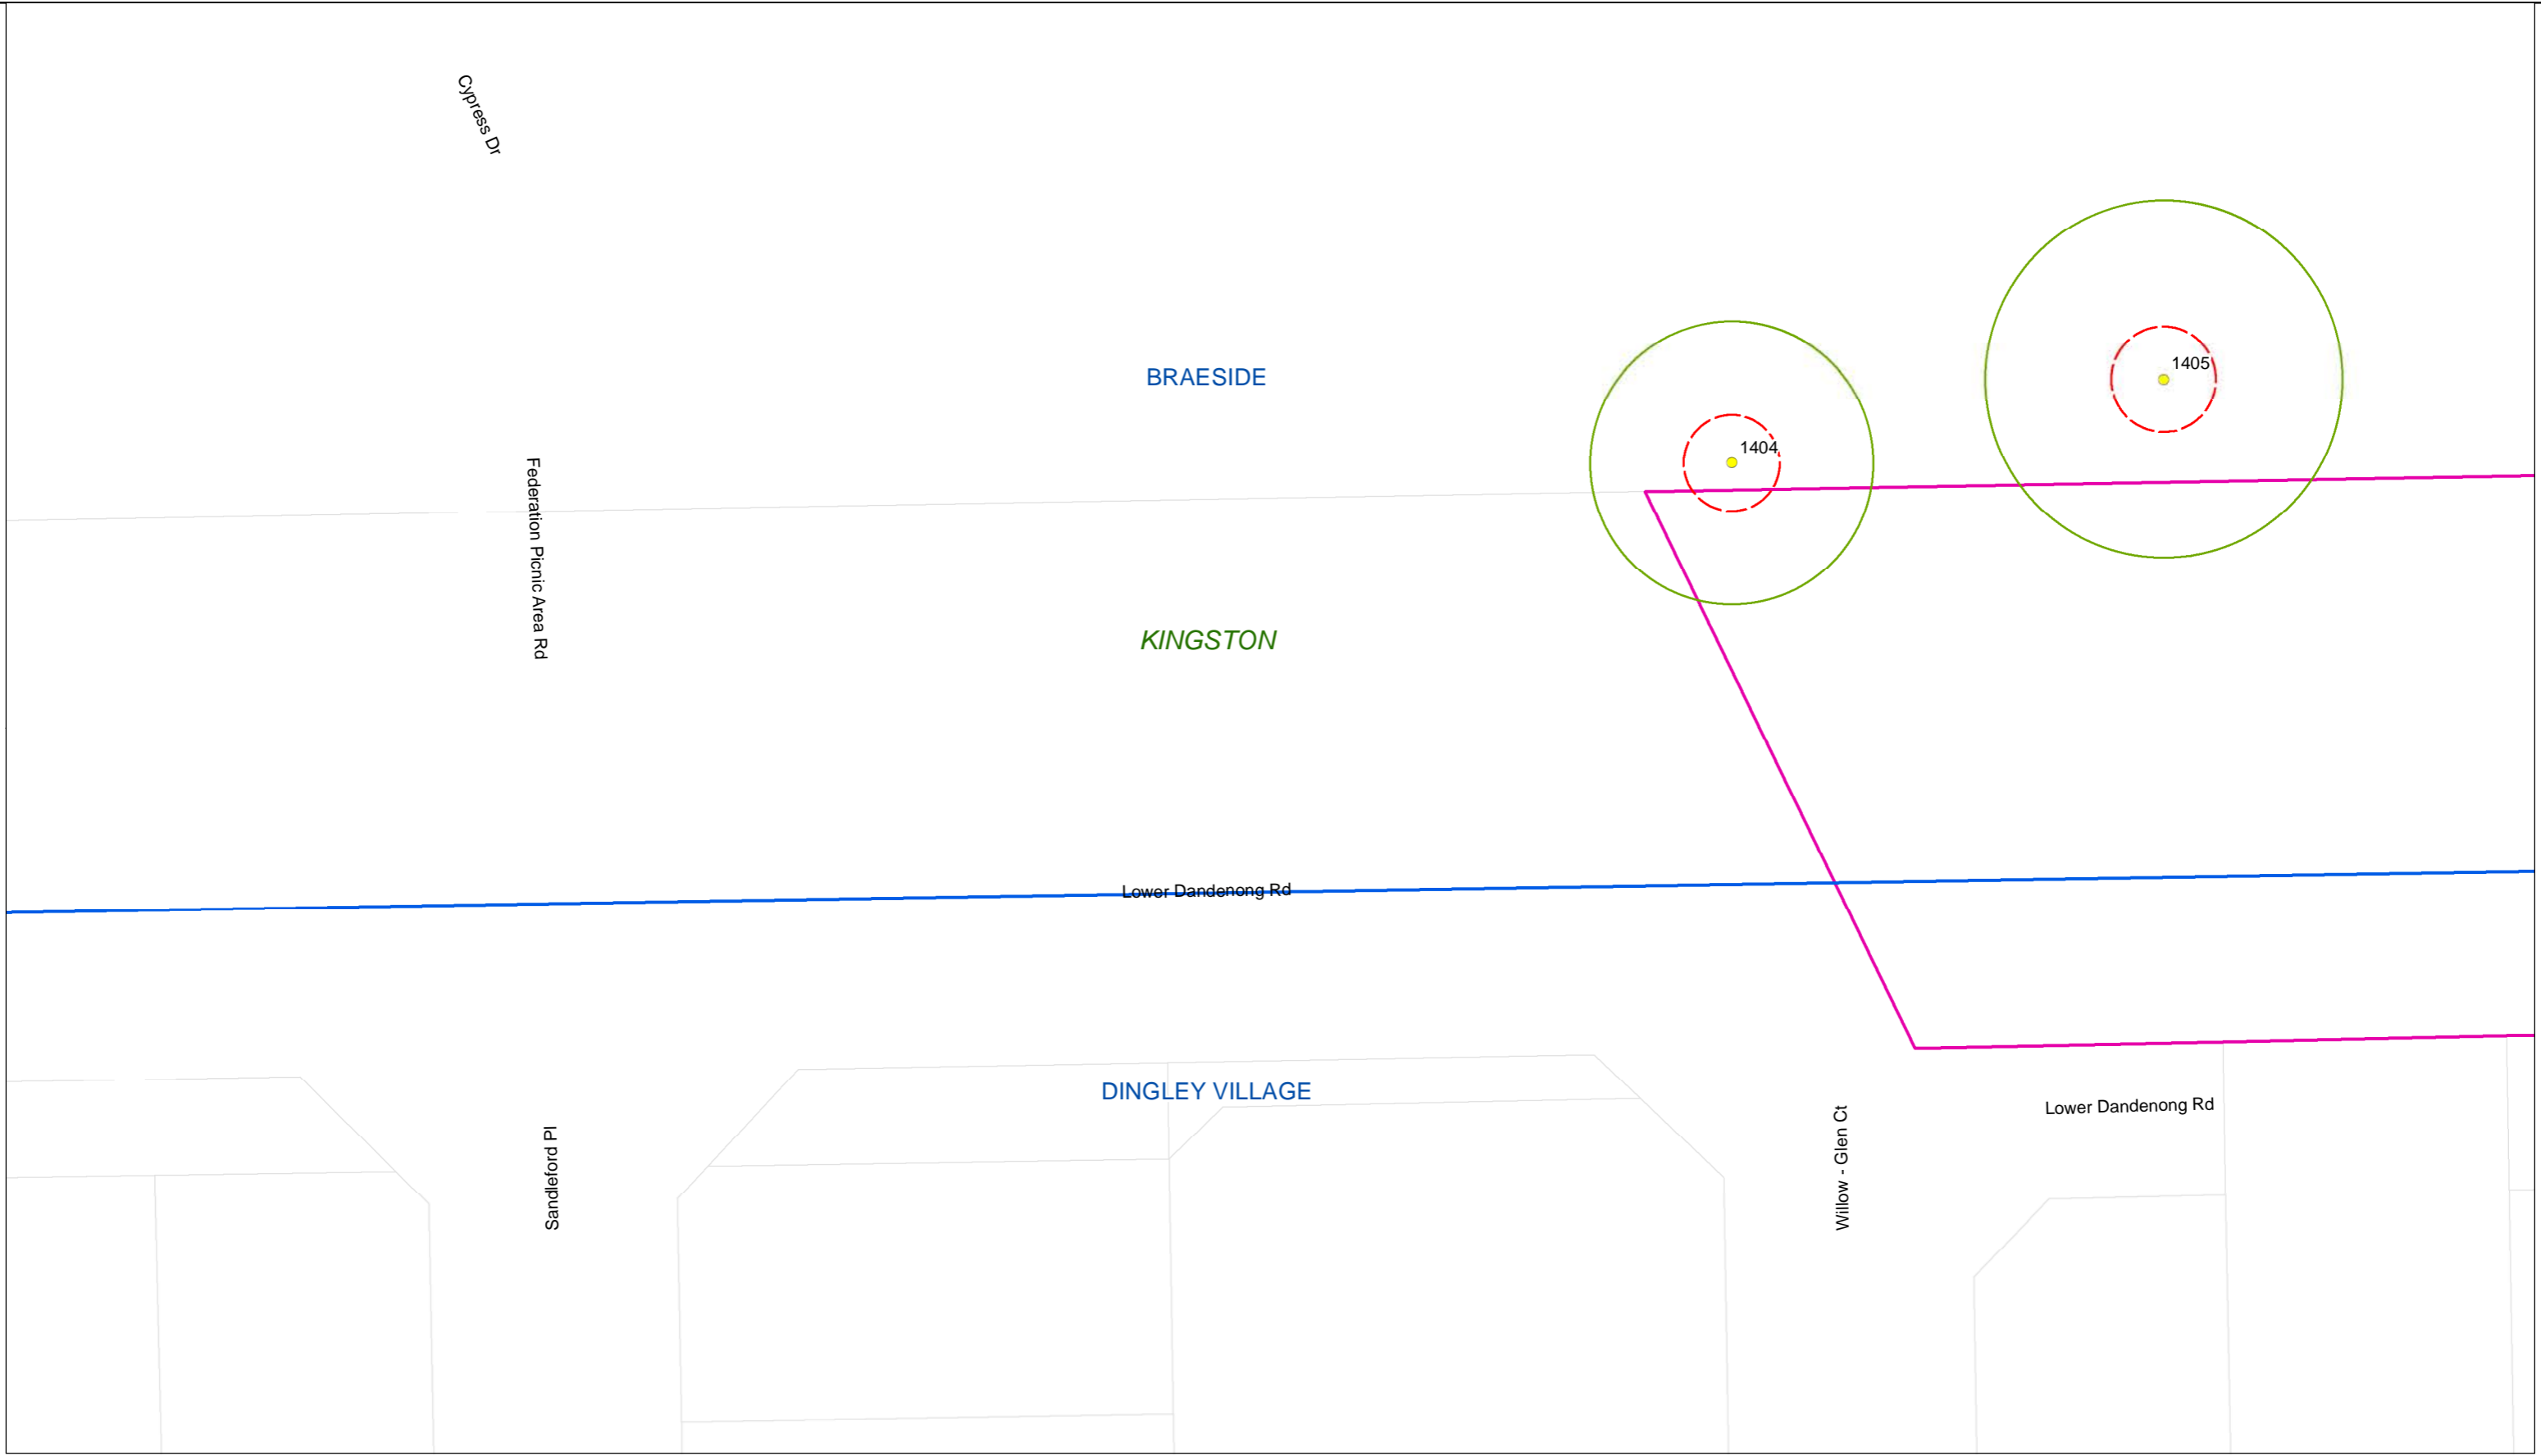 Cypress Dr
BRAESIDE
1405
1404
Federation Picnic Area Rd
KINGSTON
Lower Dandenong Rd
DINGLEY VILLAGE
Lower Dandenong Rd
Sandleford Pl
Willow - Glen Ct